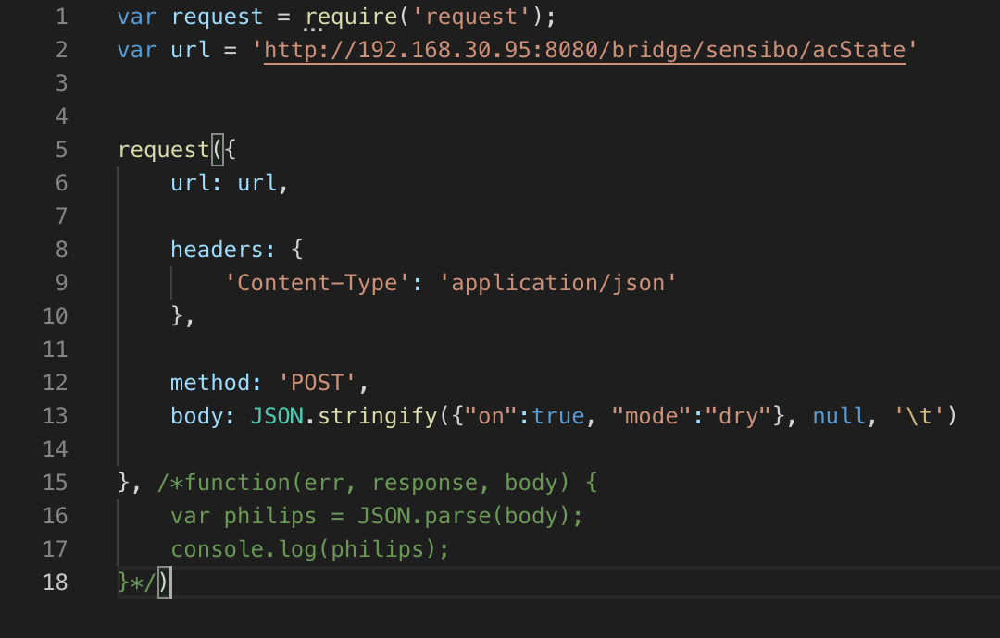 1 var request = require('request');
2 var url = 'http://192.168.30.95:8080/bridge/sensibo/acState'
3
4
5 request({
6 url: url,
7
8 headers: {
9 'Content-Type': 'application/json'
10 },
11
12 method: 'POST',
13 body: JSON.stringify({"on":true, "mode":"dry"}, null, '\t')
14
15 }, /*function(err, response, body) {
16 var philips = JSON.parse(body);
17 console.log(philips);
18 }*/)